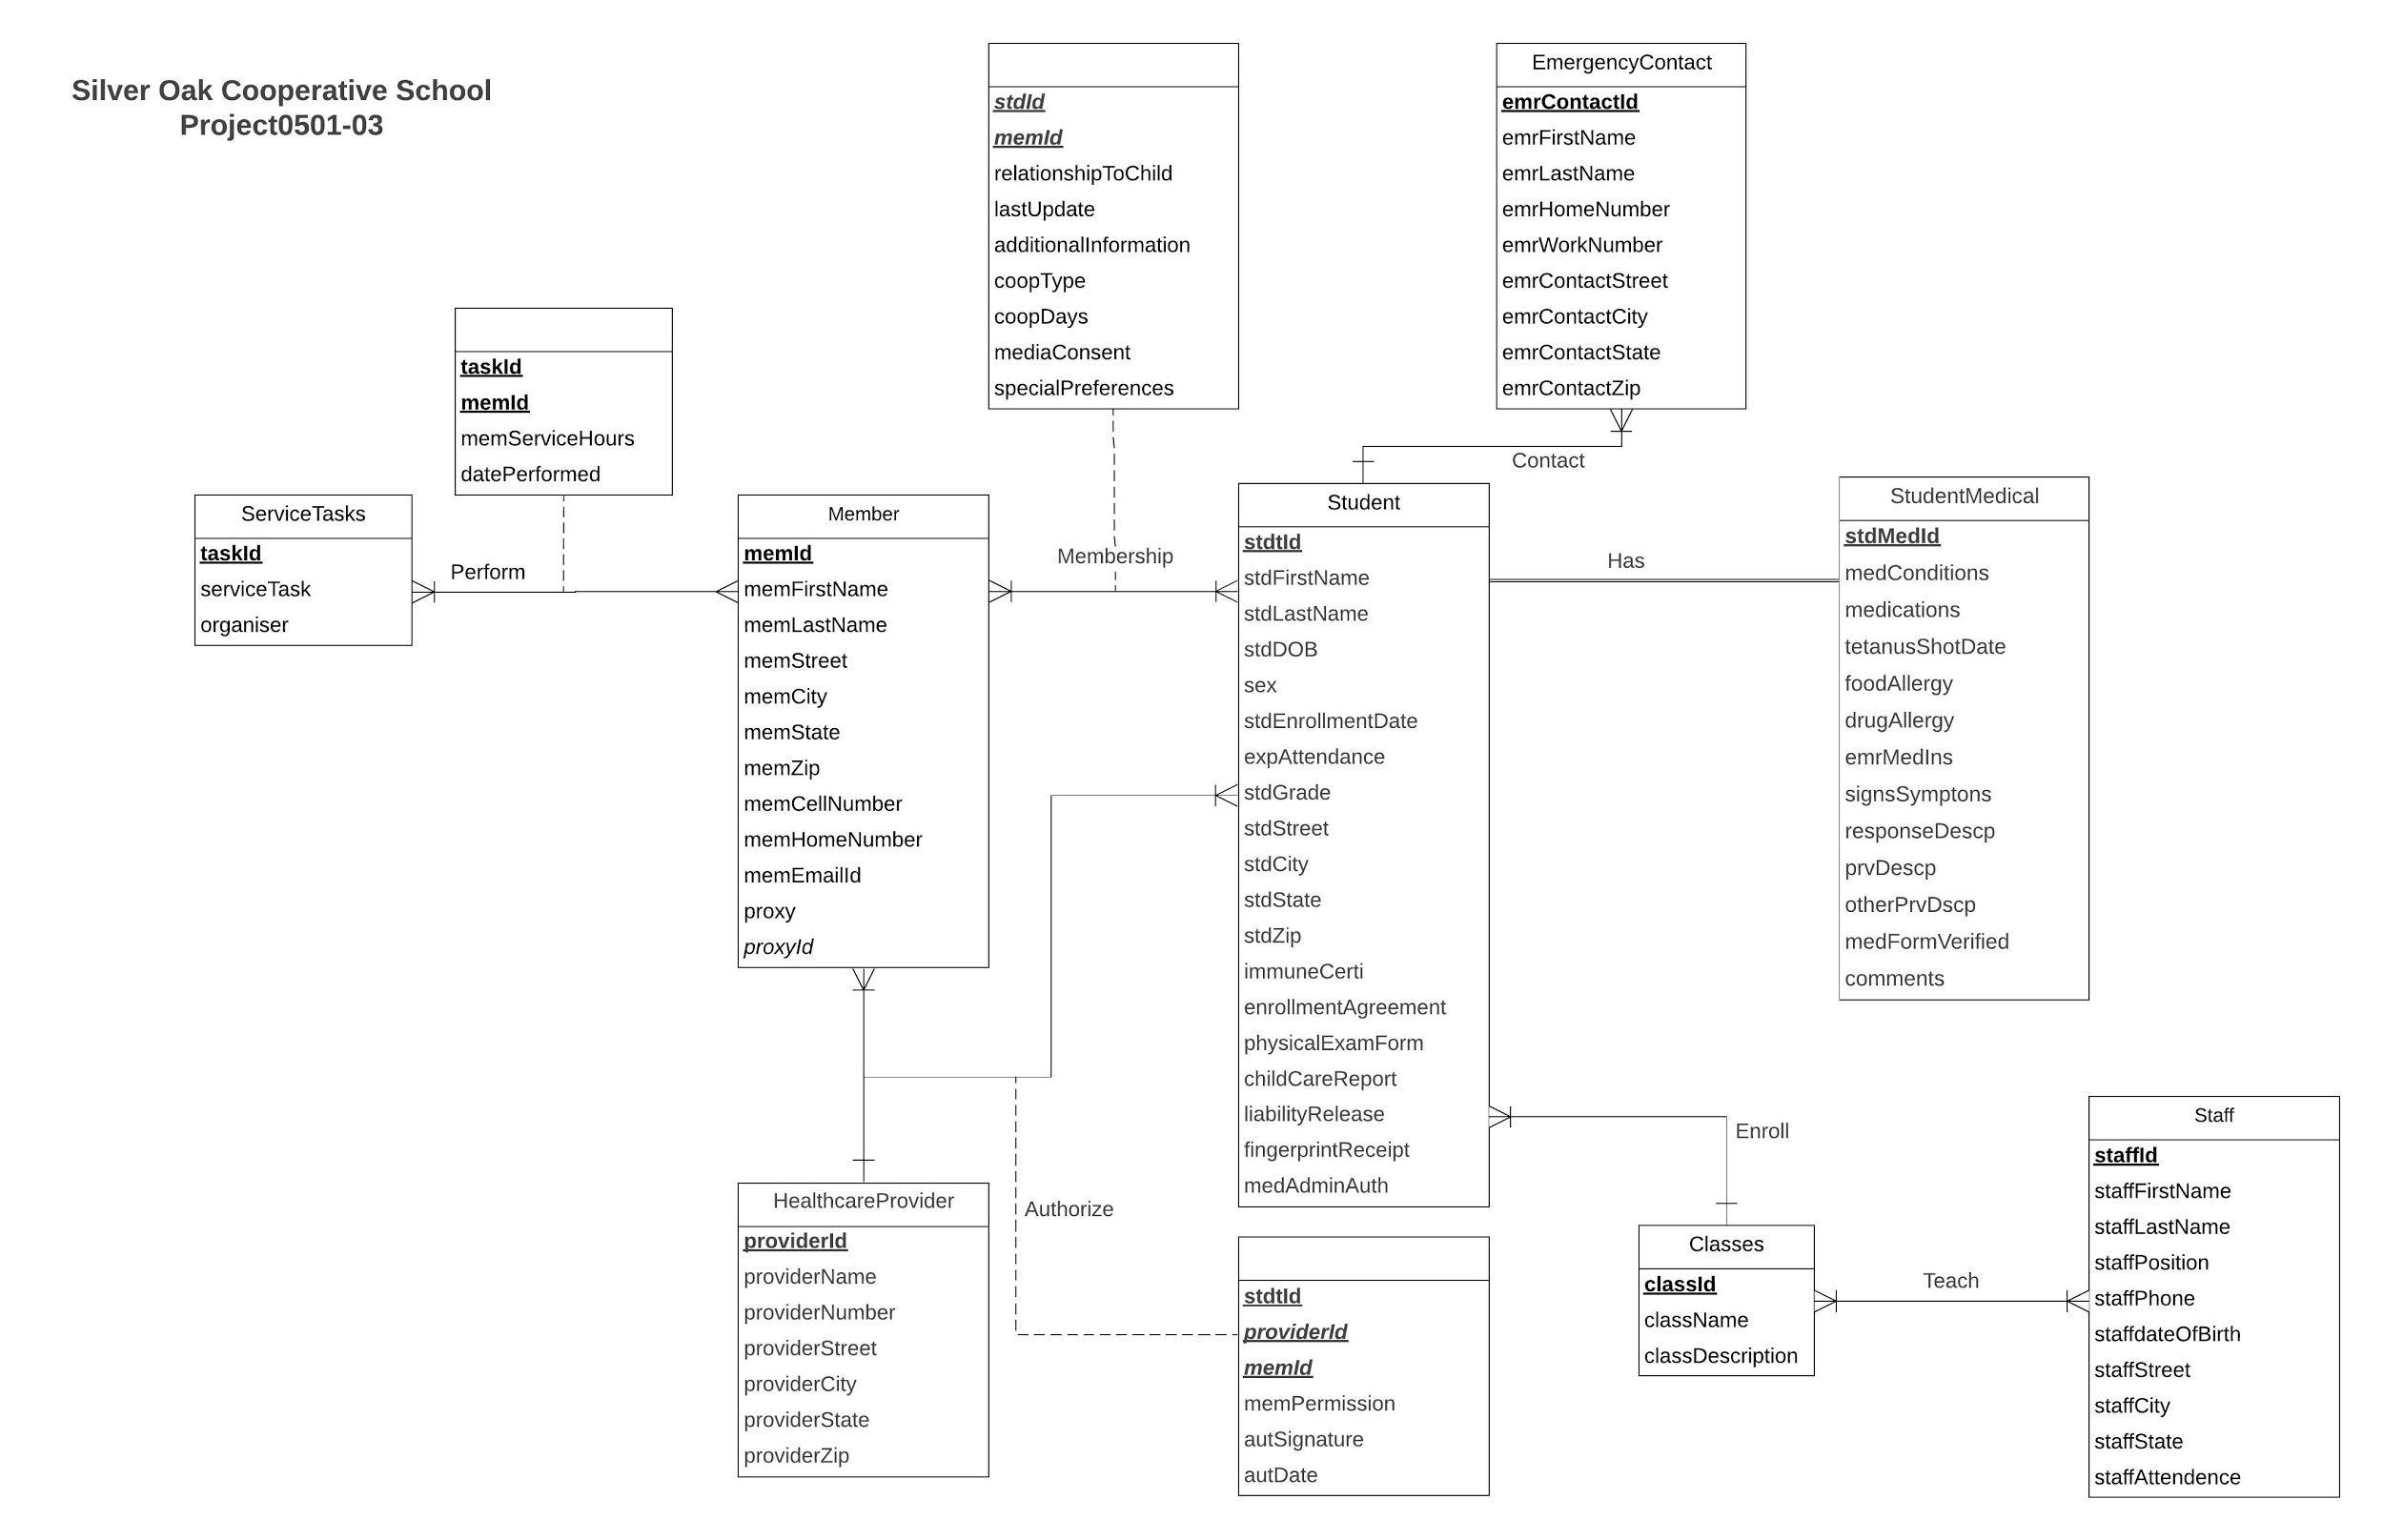 Silver Oak Cooperative School
Project0501-03
stdId
memId
relationshipToChild
lastUpdate
additionalInformation
coopType
coopDays
mediaConsent
specialPreferences
EmergencyContact
emrContactId
emrFirstName
emrLastName
emrHomeNumber
emrWorkNumber
emrContactStreet
emrContactCity
emrContactState
emrContactZip
taskId
memId
memServiceHours
datePerformed
ServiceTasks
taskId
serviceTask
organiser
Perform
Member
memId
memFirstName
memLastName
memStreet
memCity
memState
memZip
memCellNumber
memHomeNumber
memEmailId
proxy
proxyId
Membership
Contact
Student
stdtId
stdFirstName
stdLastName
stdDOB
sex
stdEnrollmentDate
expAttendance
stdGrade
stdStreet
stdCity
stdState
stdZip
immuneCerti
enrollmentAgreement
physicalExamForm
childCareReport
liabilityRelease
fingerprintReceipt
medAdminAuth
Has
StudentMedical
stdMedId
medConditions
medications
tetanusShotDate
foodAllergy
drugAllergy
emrMedIns
signsSymptons
responseDescp
prvDescp
otherPrvDscp
medFormVerified
comments
HealthcareProvider
providerId
providerName
providerNumber
providerStreet
providerCity
providerState
providerZip
Authorize
stdtId
providerId
memId
memPermission
autSignature
autDate
Enroll
Classes
classId
className
classDescription
Teach
Staff
staffId
staffFirstName
staffLastName
staffPosition
staffPhone
staffdateOfBirth
staffStreet
staffCity
staffState
staffAttendence